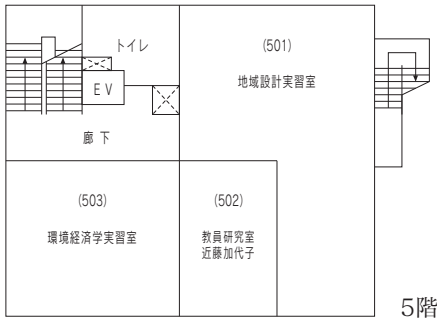 トイレ
(501)
地域設計実習室
EV
廊下
(503)
環境経済学実習室
(502)
教員研究室
近藤加代子
5階